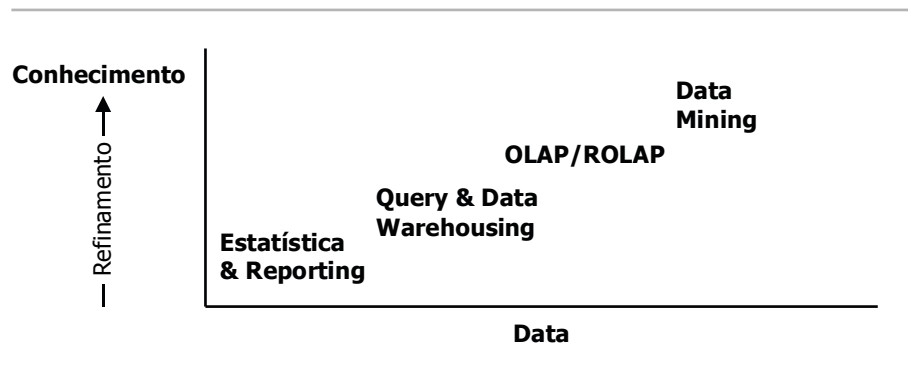 Conhecimento
Refinamento
Data
Mining
OLAP/ROLAP
Query & Data
Warehousing
Estatística
& Reporting
Data